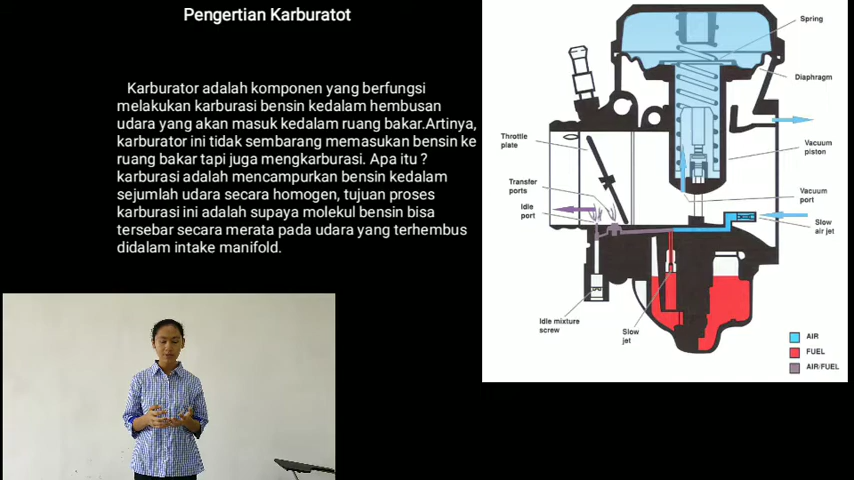 Pengertian Karburatot
Karburator adalah komponen yang berfungsi
melakukan karburasi bensin kedalam hembusan
udara yang akan masuk kedalam ruang bakar.Artinya,
karburator ini tidak sembarang memasukan bensin ke
ruang bakar tapi juga mengkarburasi. Apa itu ?
karburasi adalah mencampurkan bensin kedalam
sejumlah udara secara homogen, tujuan proses
karburasi ini adalah supaya molekul bensin bisa
tersebar secara merata pada udara yang terhembus
didalam intake manifold.
Spring
Diaphragm
Throttle
plate
Vacuum
piston
Transfer
ports
Vacuum
port
Idle
port
Slow
air jet
Idle mixture
screw
Slow
jet
AIR
FUEL
AIR/FUEL